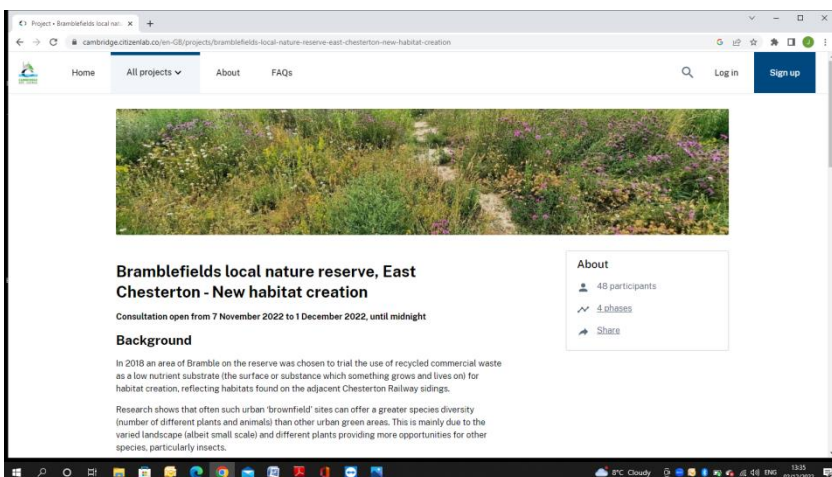 Project • Bramblefields local nat
cambridge.citizenlab.co/en-GB/projects/bramblefields-local-nature-reserve-east-chesterton-new-habitat-creation
Home
All projects
About
FAQs
Log in
Sign up
Bramblefields local nature reserve, East
Chesterton - New habitat creation
Consultation open from 7 November 2022 to 1 December 2022, until midnight
Background
In 2018 an area of Bramble on the reserve was chosen to trial the use of recycled commercial waste
as a low nutrient substrate (the surface or substance which something grows and lives on) for
habitat creation, reflecting habitats found on the adjacent Chesterton Railway sidings.
Research shows that often such urban ‘brownfield’ sites can offer a greater species diversity
(number of different plants and animals) than other urban green areas. This is mainly due to the
varied landscape (albeit small scale) and different plants providing more opportunities for other
species, particularly insects.
About
48 participants
4 phases
Share
8°C Cloudy
ENG
13:35